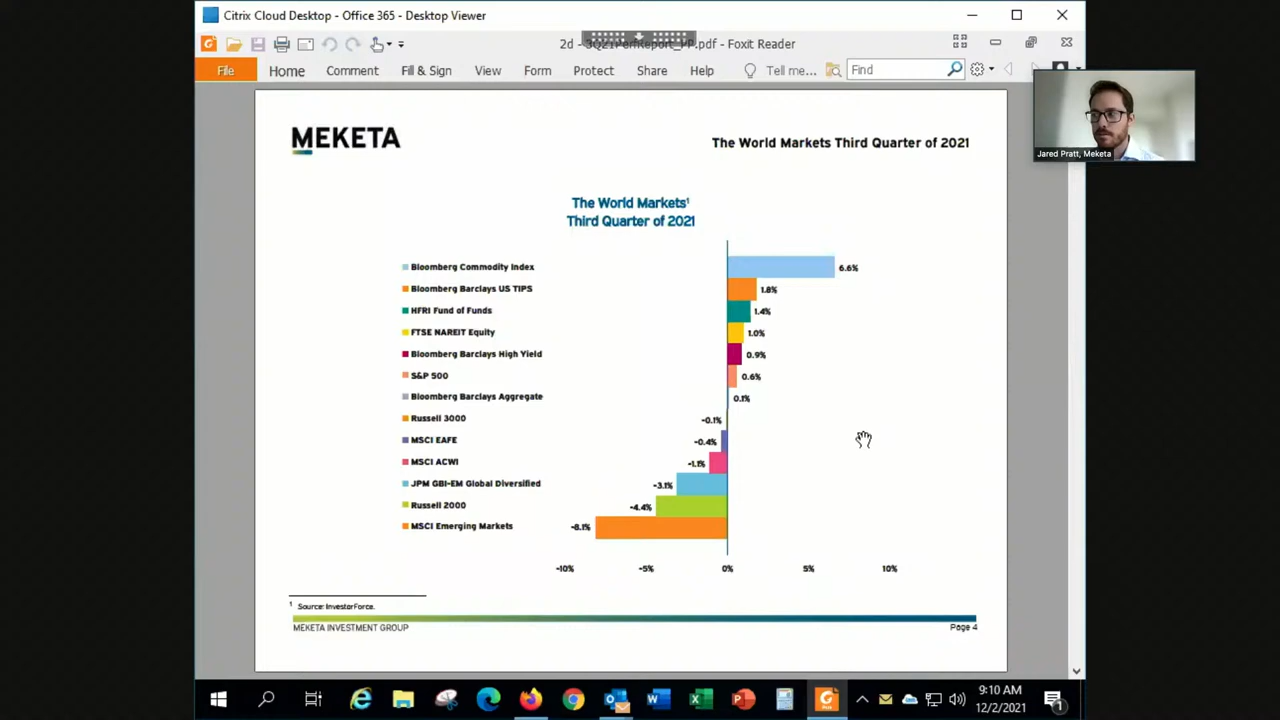 Citrix Cloud Desktop - Office 365 - Desktop Viewer
2d - 3Q21PerfReport_PP.pdf - Foxit Reader
File Home Comment Fill & Sign View Form Protect Share Help Tell me... Find
Jared Pratt, Meketa
MEKETA
The World Markets Third Quarter of 2021
The World Markets¹
Third Quarter of 2021
Bloomberg Commodity Index 6.6%
Bloomberg Barclays US TIPS 1.8%
HFRI Fund of Funds 1.4%
FTSE NAREIT Equity 1.0%
Bloomberg Barclays High Yield 0.9%
S&P 500 0.6%
Bloomberg Barclays Aggregate 0.1%
Russell 3000 -0.1%
MSCI EAFE -0.4%
MSCI ACWI -1.1%
JPM GBI-EM Global Diversified -3.1%
Russell 2000 -4.4%
MSCI Emerging Markets -8.1%
-10% -5% 0% 5% 10%
¹ Source: InvestorForce.
MEKETA INVESTMENT GROUP
Page 4
9:10 AM
12/2/2021
1